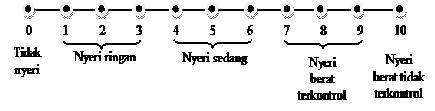 0 1 2 3 4 5 6 7 8 9 10
Tidak
nyeri
Nyeri ringan
Nyeri sedang
Nyeri
berat
terkontrol
Nyeri
berat tidak
terkontrol